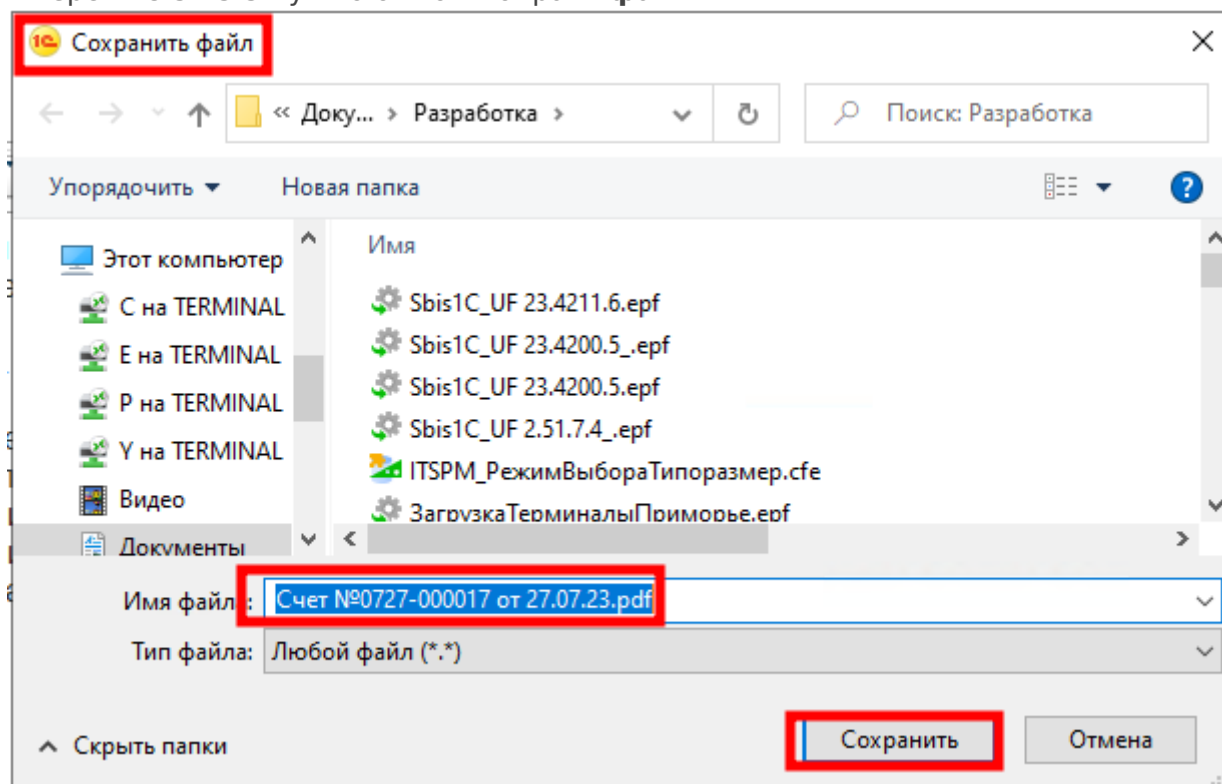 Сохранить файл
« Доку... › Разработка ›
Поиск: Разработка
Упорядочить
Новая папка
Этот компьютер
C на TERMINAL
E на TERMINAL
P на TERMINAL
Y на TERMINAL
Видео
Документы
Имя
Sbis1C_UF 23.4211.6.epf
Sbis1C_UF 23.4200.5_.epf
Sbis1C_UF 23.4200.5.epf
Sbis1C_UF 2.51.7.4_.epf
ITSPM_РежимВыбораТипоразмер.cfe
ЗагрузкаТерминалыПриморье.epf
Имя файл : Счет №0727-000017 от 27.07.23.pdf
Тип файла: Любой файл (*.*)
Скрыть папки
Сохранить
Отмена